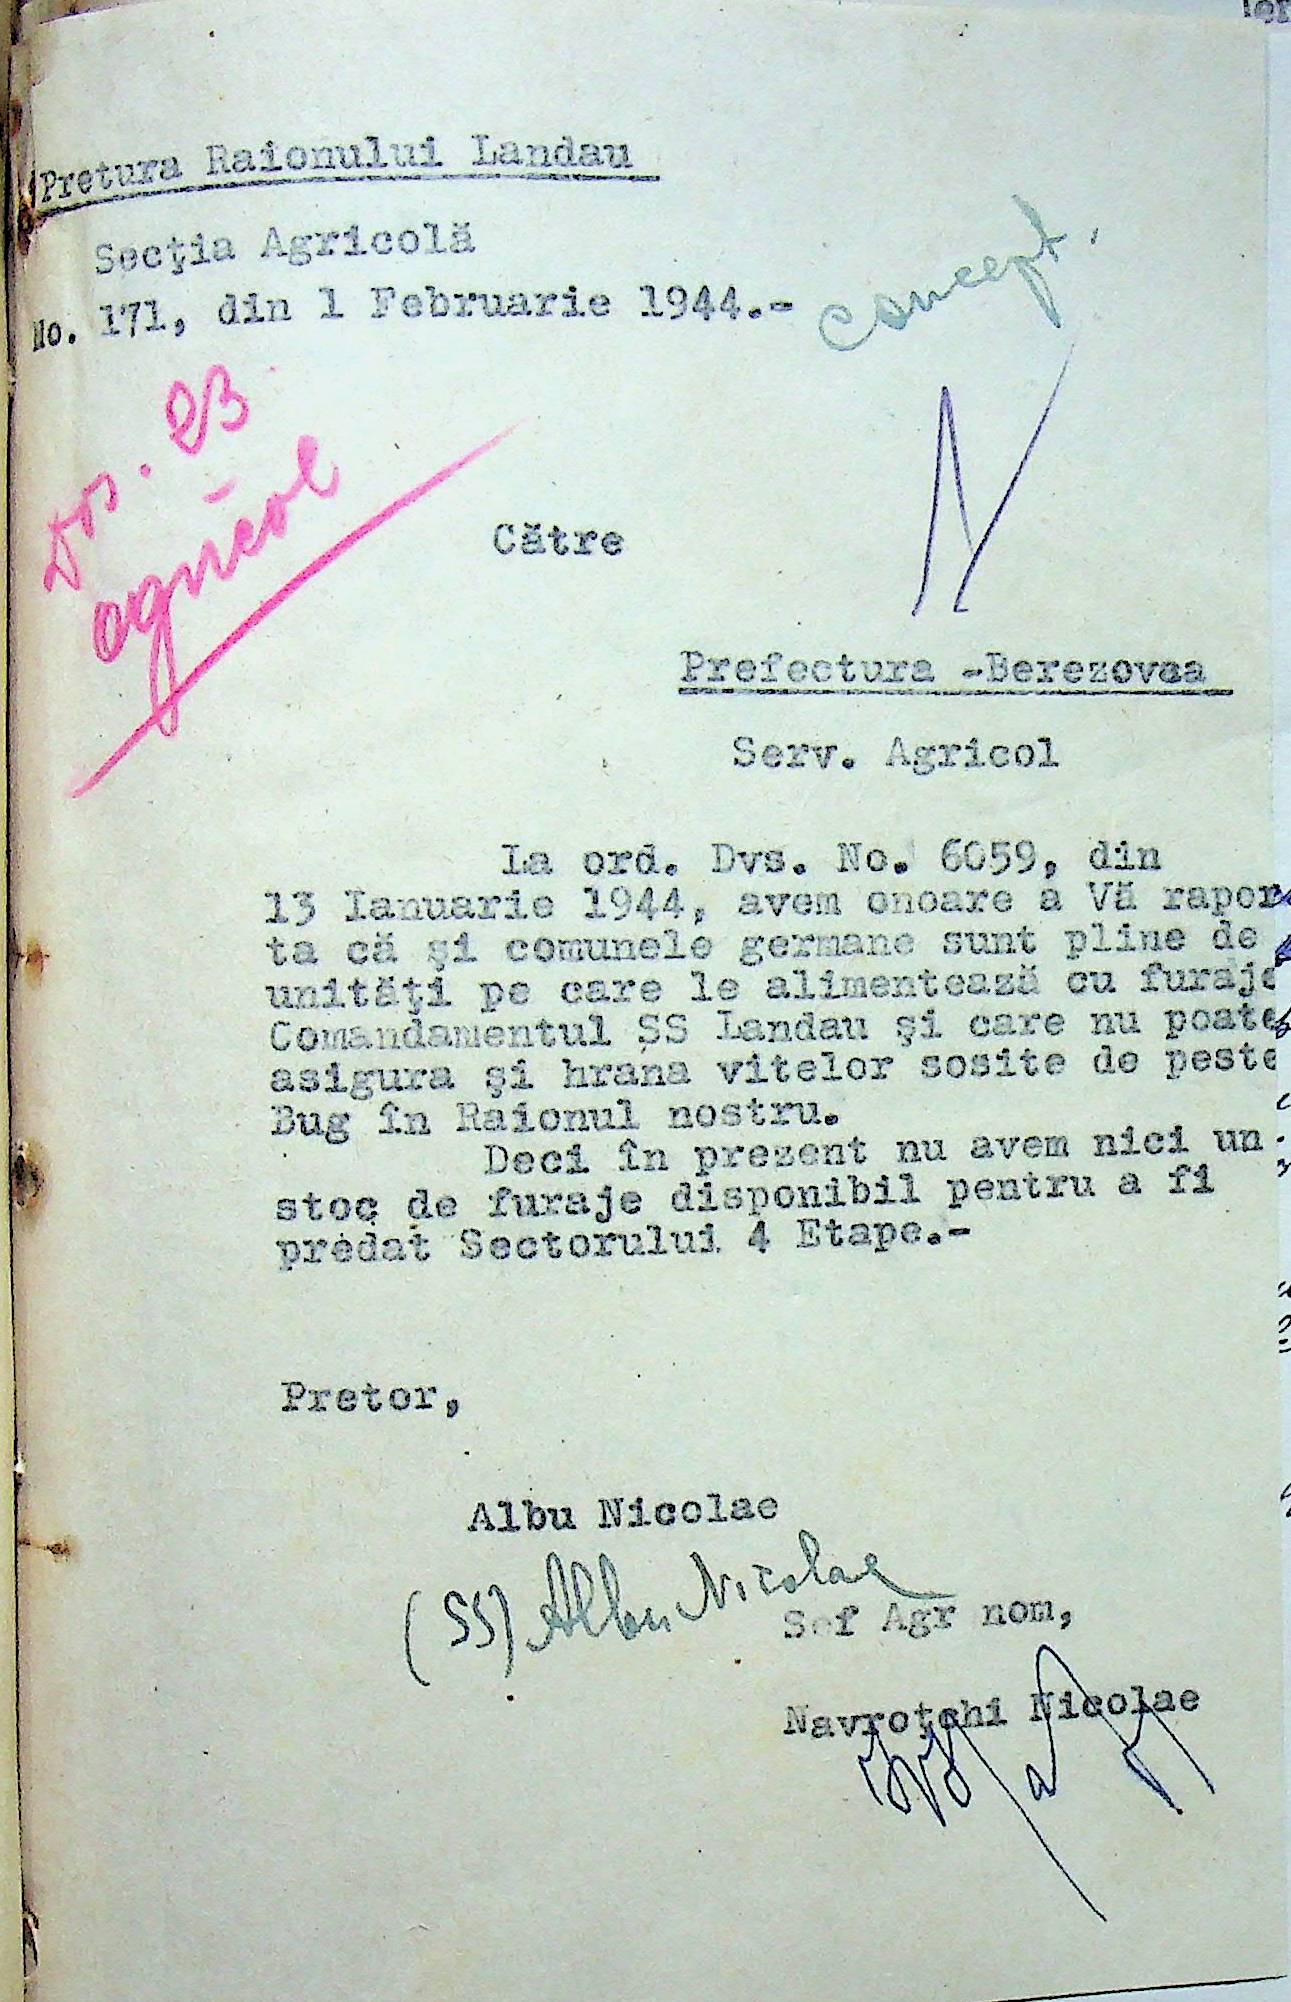 Pretura Raionului Landau
Secţia Agricolă
No. 171, din 1 Februarie 1944.-
concept.
Dos. 23
agricol
Către
Prefectura -Berezovaa
Serv. Agricol
La ord. Dvs. No. 6059, din
13 Ianuarie 1944, avem onoare a Vă rapor
ta că şi comunele germane sunt pline de
unităţi pe care le alimentează cu furaje
Comandamentul SS Landau şi care nu poate
asigura şi hrana vitelor sosite de peste
Bug în Raionul nostru.
Deci în prezent nu avem nici un
stoc de furaje disponibil pentru a fi
predat Sectorului 4 Etape.-
Pretor,
Albu Nicolae
(SS) Albu Nicolae
Sef Agr nom,
Navroţchi Nicolae